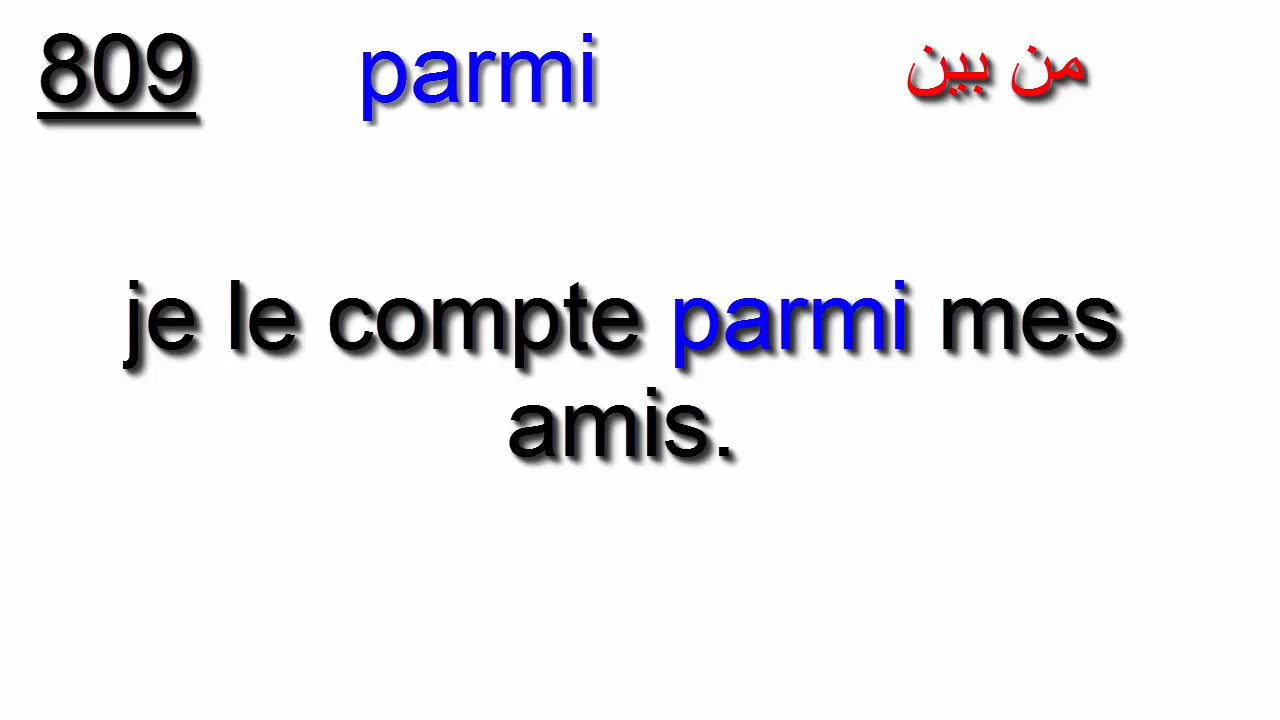 809 parmi من بين
je le compte parmi mes
amis.